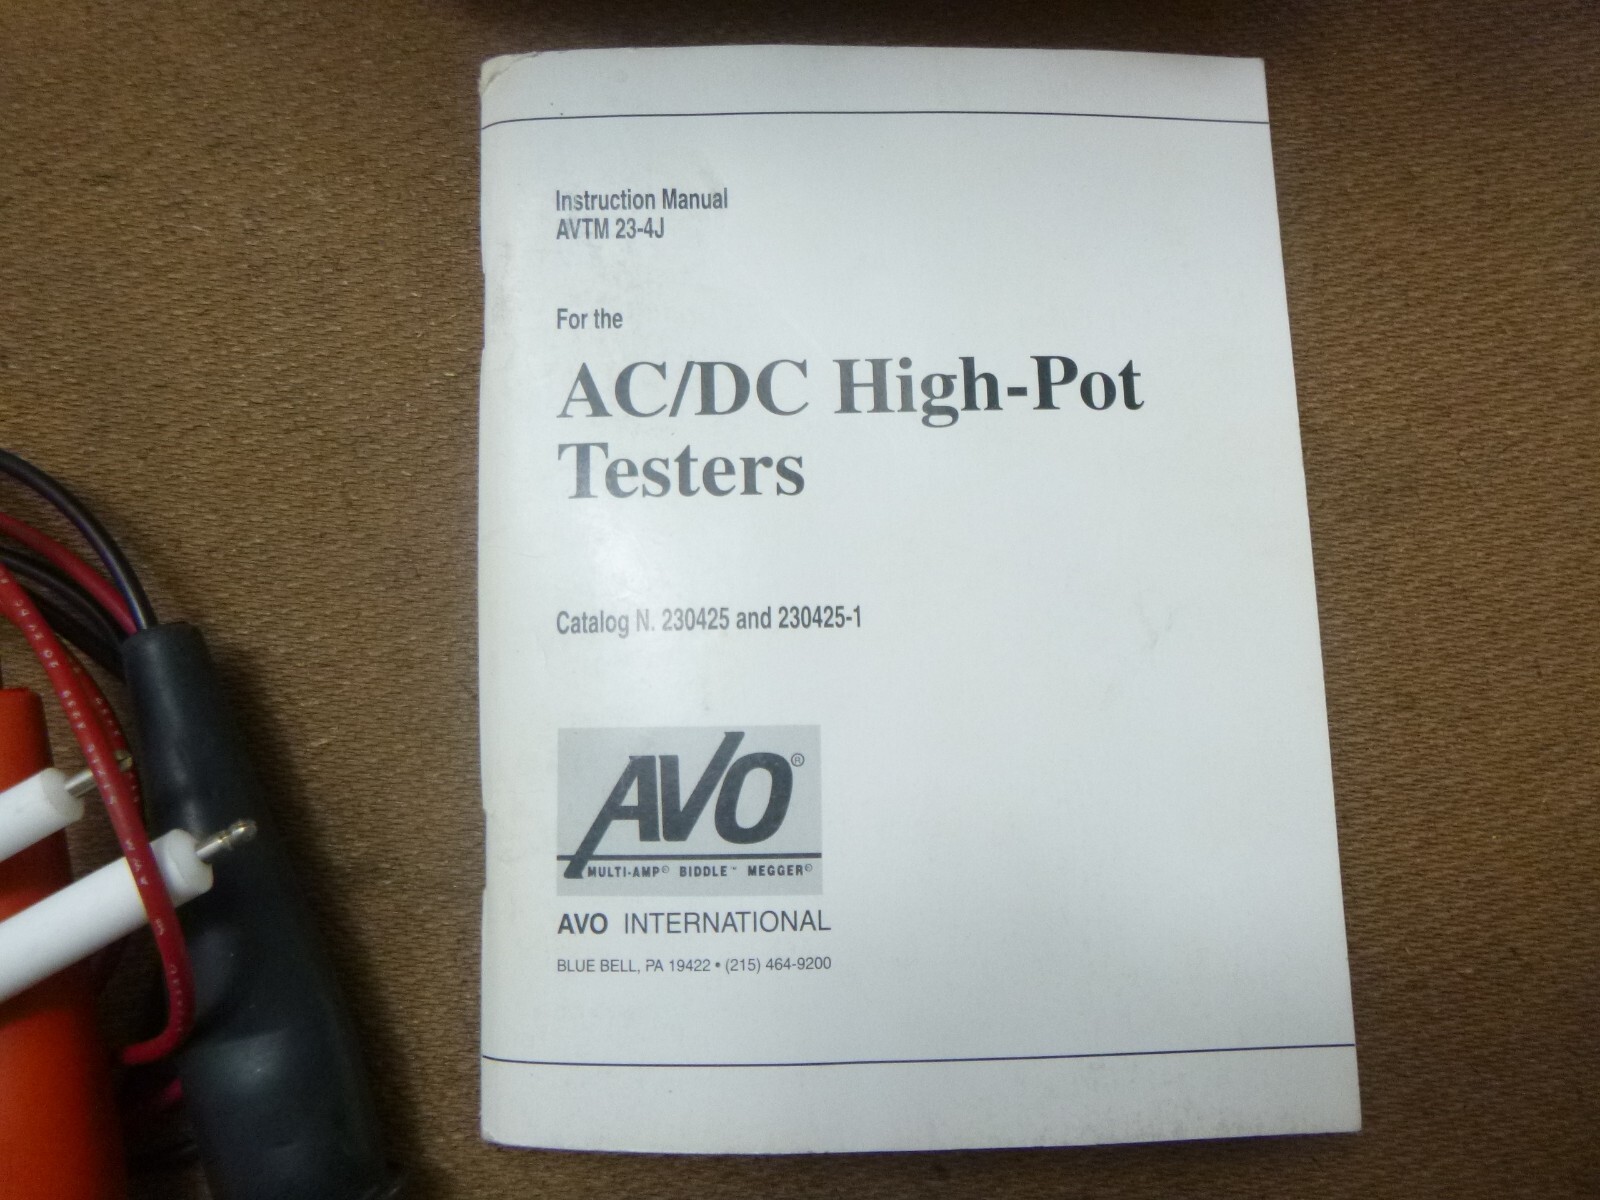 Instruction Manual
AVTM 23-4J
For the
AC/DC High-Pot
Testers
Catalog N. 230425 and 230425-1
AVO®
MULTI-AMP® BIDDLE™ MEGGER®
AVO INTERNATIONAL
BLUE BELL, PA 19422 • (215) 464-9200